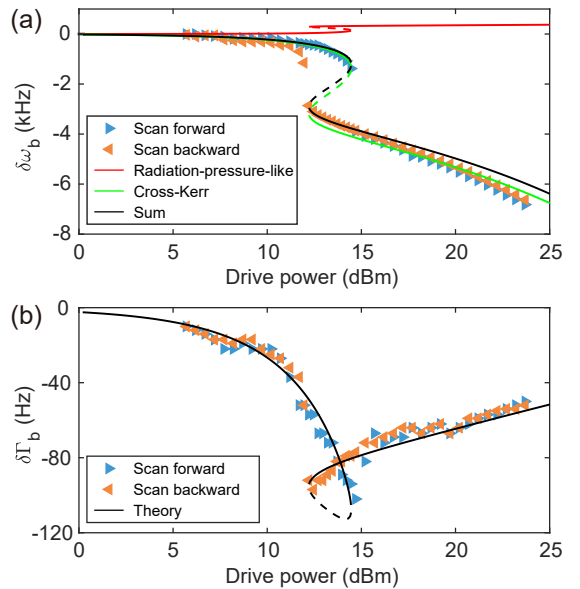 (a)
0
-2
-4
-6
-8
δω_b (kHz)
Scan forward
Scan backward
Radiation-pressure-like
Cross-Kerr
Sum
0 5 10 15 20 25
Drive power (dBm)
(b)
0
-40
-80
-120
δΓ_b (Hz)
Scan forward
Scan backward
Theory
0 5 10 15 20 25
Drive power (dBm)